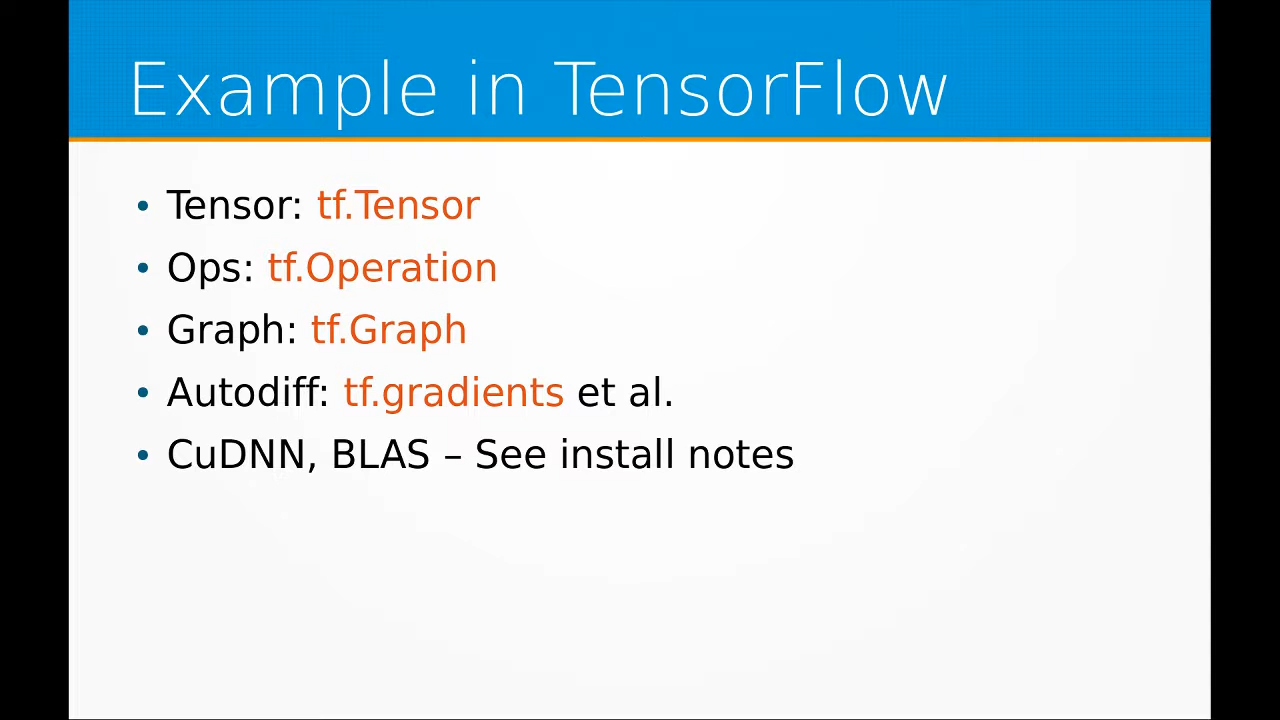 Example in TensorFlow
• Tensor: tf.Tensor
• Ops: tf.Operation
• Graph: tf.Graph
• Autodiff: tf.gradients et al.
• CuDNN, BLAS – See install notes